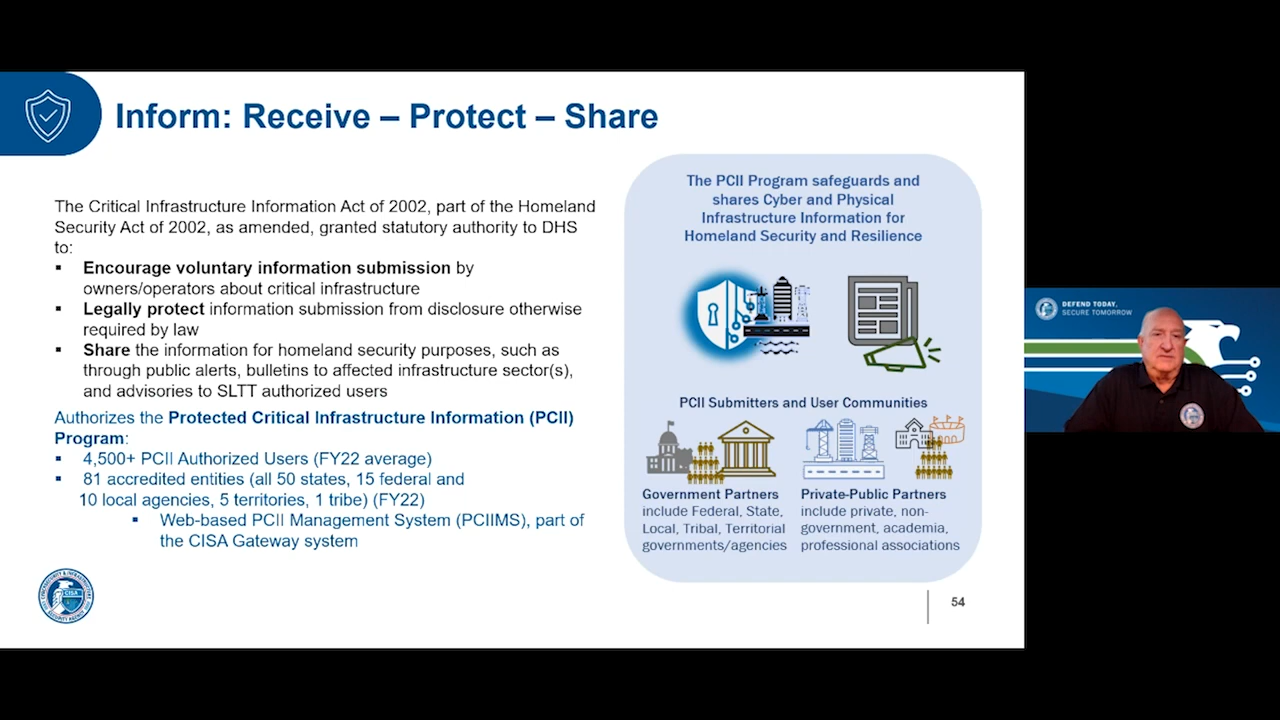 Inform: Receive – Protect – Share
The Critical Infrastructure Information Act of 2002, part of the Homeland
Security Act of 2002, as amended, granted statutory authority to DHS
to:
▪ Encourage voluntary information submission by
owners/operators about critical infrastructure
▪ Legally protect information submission from disclosure otherwise
required by law
▪ Share the information for homeland security purposes, such as
through public alerts, bulletins to affected infrastructure sector(s),
and advisories to SLTT authorized users
Authorizes the Protected Critical Infrastructure Information (PCII)
Program:
▪ 4,500+ PCII Authorized Users (FY22 average)
▪ 81 accredited entities (all 50 states, 15 federal and
10 local agencies, 5 territories, 1 tribe) (FY22)
▪ Web-based PCII Management System (PCIIMS), part of
the CISA Gateway system
The PCII Program safeguards and
shares Cyber and Physical
Infrastructure Information for
Homeland Security and Resilience
PCII Submitters and User Communities
Government Partners
include Federal, State,
Local, Tribal, Territorial
governments/agencies
Private-Public Partners
include private, non-
government, academia,
professional associations
CYBERSECURITY & INFRASTRUCTURE
CISA
SECURITY AGENCY
54
DEFEND TODAY,
SECURE TOMORROW